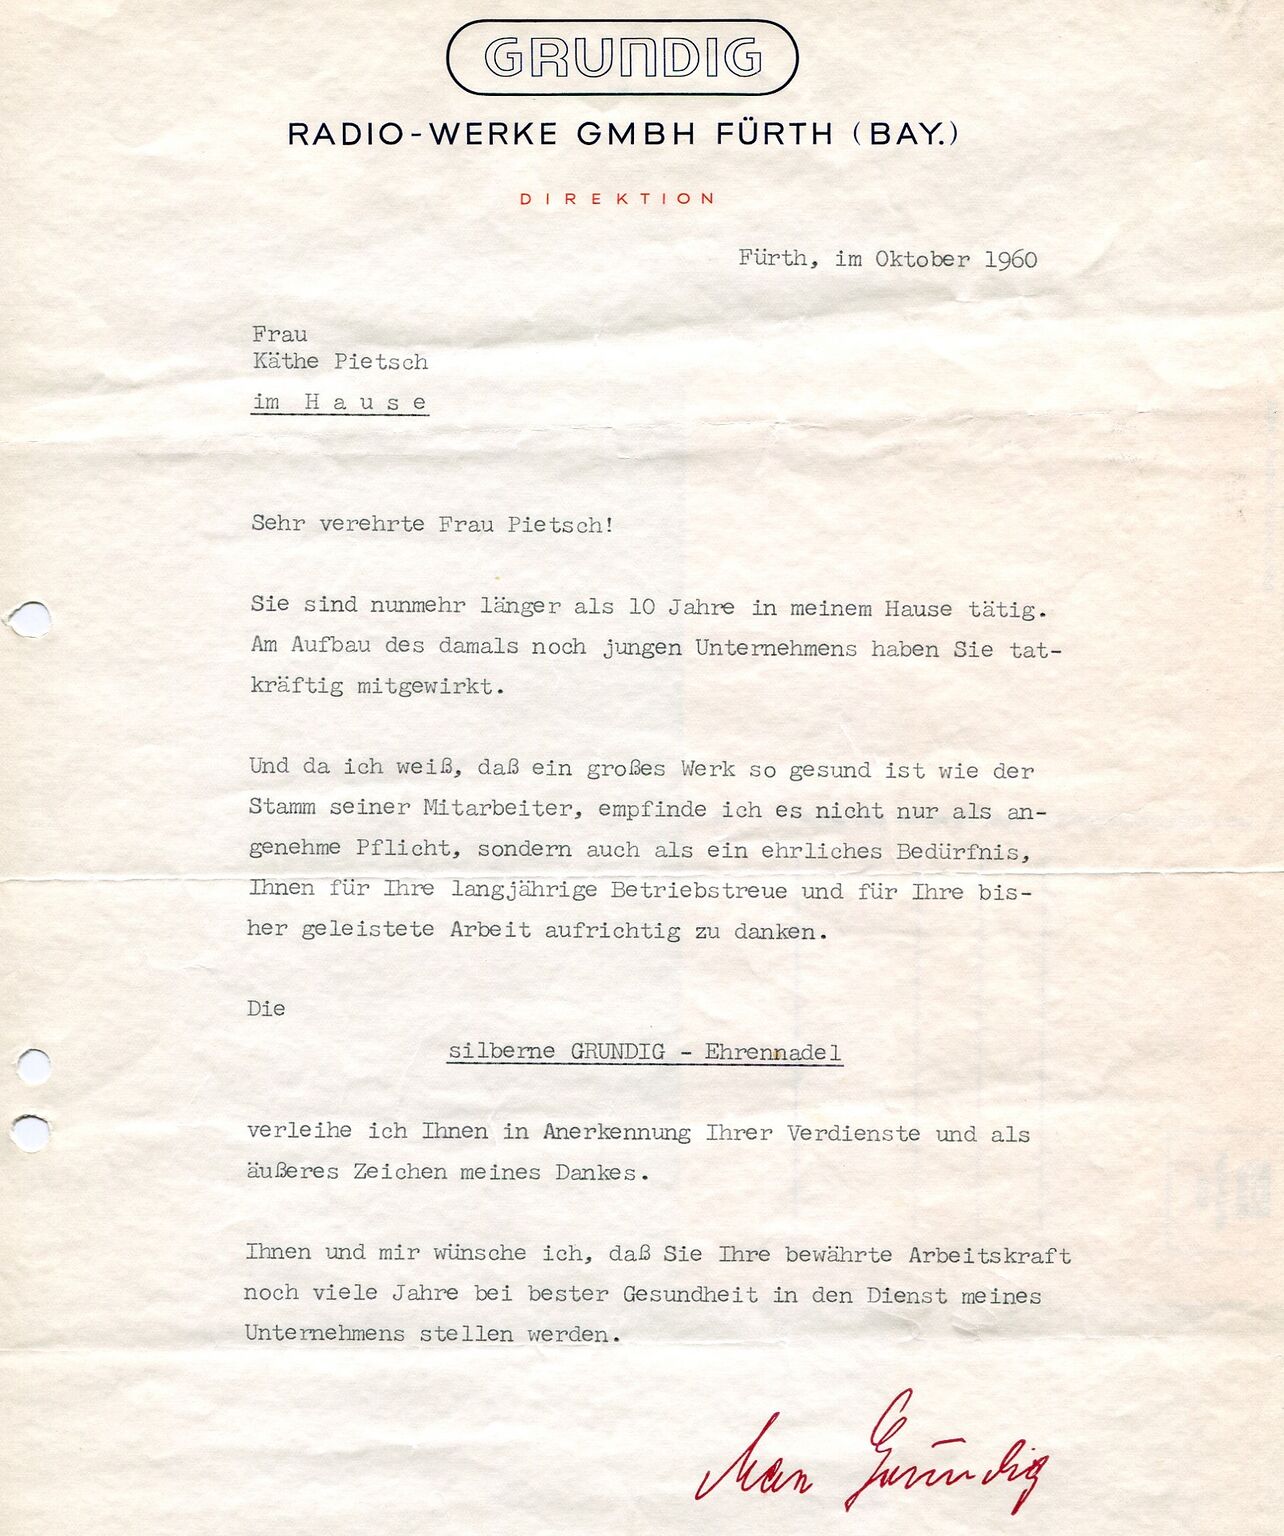 GRUNDIG
RADIO-WERKE GMBH FÜRTH (BAY.)
DIREKTION
Fürth, im Oktober 1960
Frau
Käthe Pietsch
im H a u s e
Sehr verehrte Frau Pietsch!
Sie sind nunmehr länger als 10 Jahre in meinem Hause tätig.
Am Aufbau des damals noch jungen Unternehmens haben Sie tat-
kräftig mitgewirkt.
Und da ich weiß, daß ein großes Werk so gesund ist wie der
Stamm seiner Mitarbeiter, empfinde ich es nicht nur als an-
genehme Pflicht, sondern auch als ein ehrliches Bedürfnis,
Ihnen für Ihre langjährige Betriebstreue und für Ihre bis-
her geleistete Arbeit aufrichtig zu danken.
Die
silberne GRUNDIG - Ehrennadel
verleihe ich Ihnen in Anerkennung Ihrer Verdienste und als
äußeres Zeichen meines Dankes.
Ihnen und mir wünsche ich, daß Sie Ihre bewährte Arbeitskraft
noch viele Jahre bei bester Gesundheit in den Dienst meines
Unternehmens stellen werden.
Max Grundig